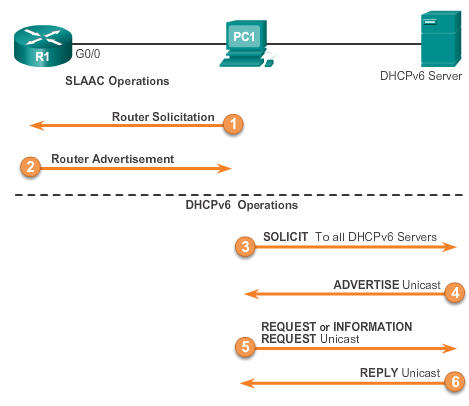 R1
G0/0
PC1
DHCPv6 Server
SLAAC Operations
Router Solicitation
1
2
Router Advertisement
DHCPv6 Operations
3
SOLICIT To all DHCPv6 Servers
ADVERTISE Unicast
4
5
REQUEST or INFORMATION
REQUEST Unicast
REPLY Unicast
6